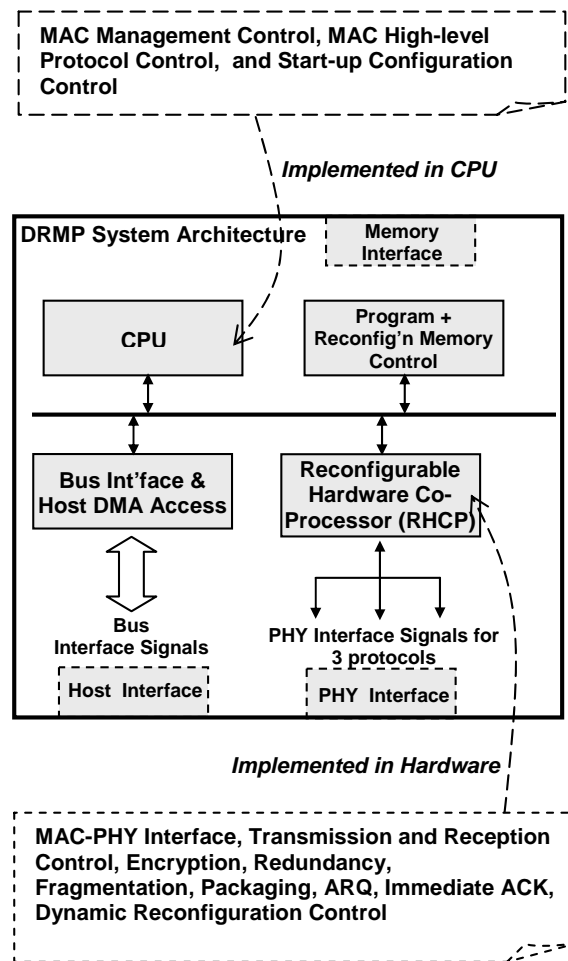 MAC Management Control, MAC High-level
Protocol Control, and Start-up Configuration
Control
Implemented in CPU
DRMP System Architecture
Memory
Interface
CPU
Program +
Reconfig'n Memory
Control
Bus Int'face &
Host DMA Access
Reconfigurable
Hardware Co-
Processor (RHCP)
Bus
Interface Signals
PHY Interface Signals for
3 protocols
Host Interface
PHY Interface
Implemented in Hardware
MAC-PHY Interface, Transmission and Reception
Control, Encryption, Redundancy,
Fragmentation, Packaging, ARQ, Immediate ACK,
Dynamic Reconfiguration Control